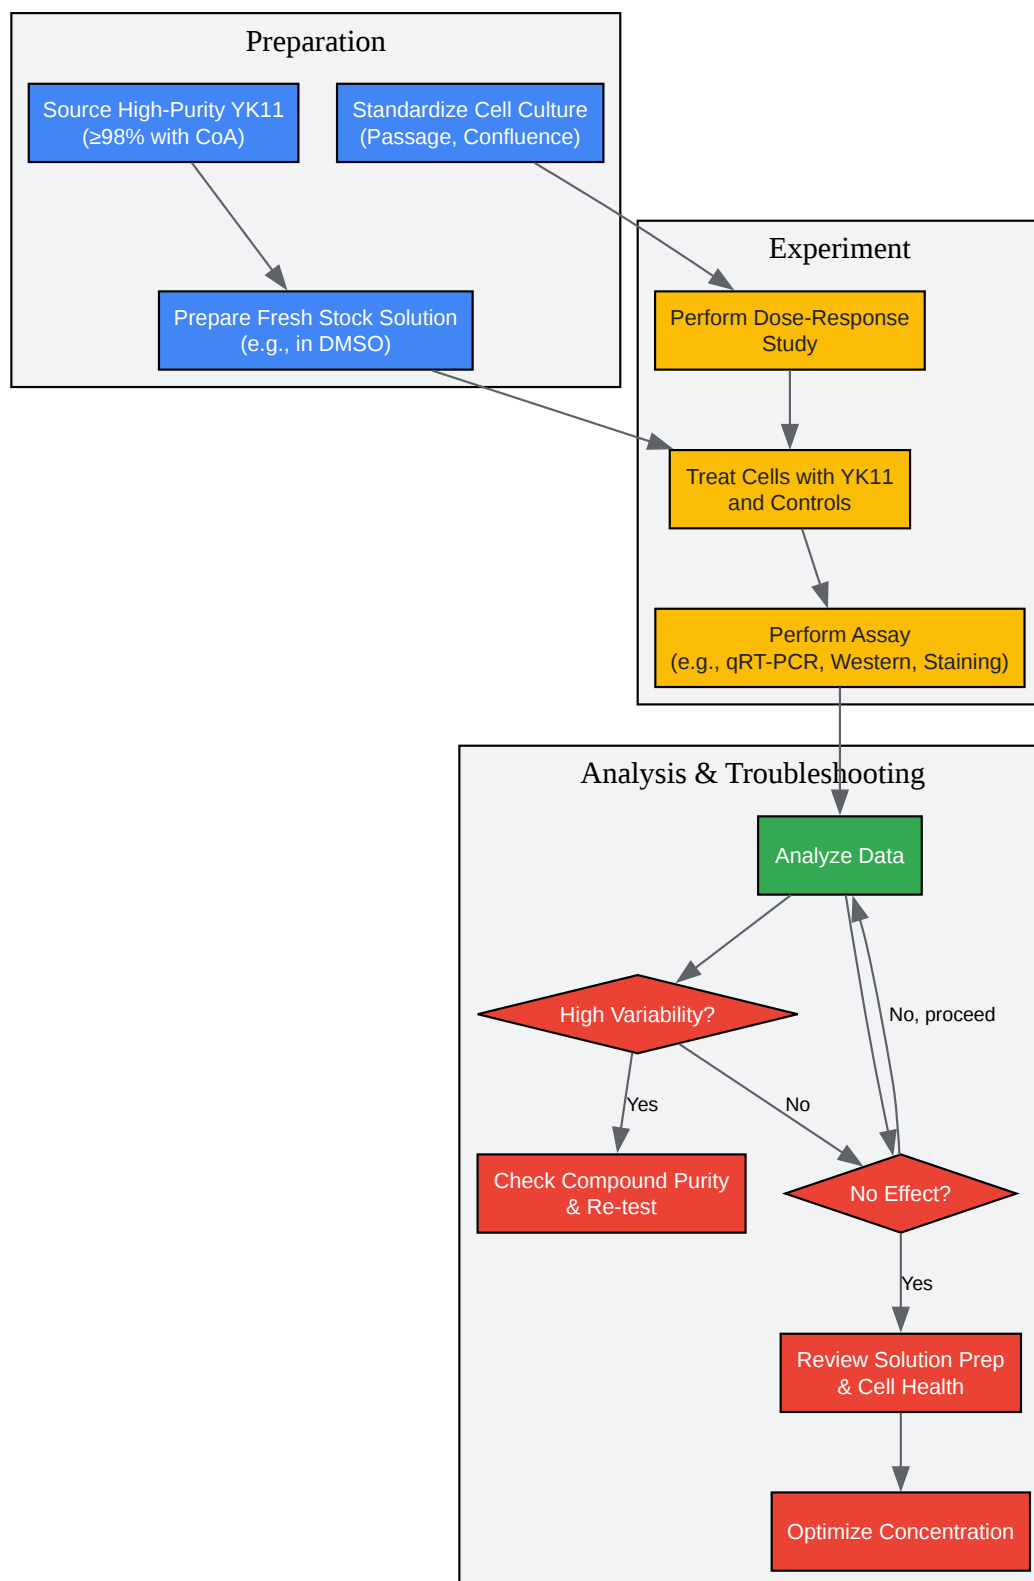 Preparation
Source High-Purity YK11
(≥98% with CoA)
Standardize Cell Culture
(Passage, Confluence)
Prepare Fresh Stock Solution
(e.g., in DMSO)
Experiment
Perform Dose-Response
Study
Treat Cells with YK11
and Controls
Perform Assay
(e.g., qRT-PCR, Western, Staining)
Analysis & Troubleshooting
Analyze Data
High Variability?
No, proceed
Yes
No
Check Compound Purity
& Re-test
No Effect?
Yes
Review Solution Prep
& Cell Health
Optimize Concentration